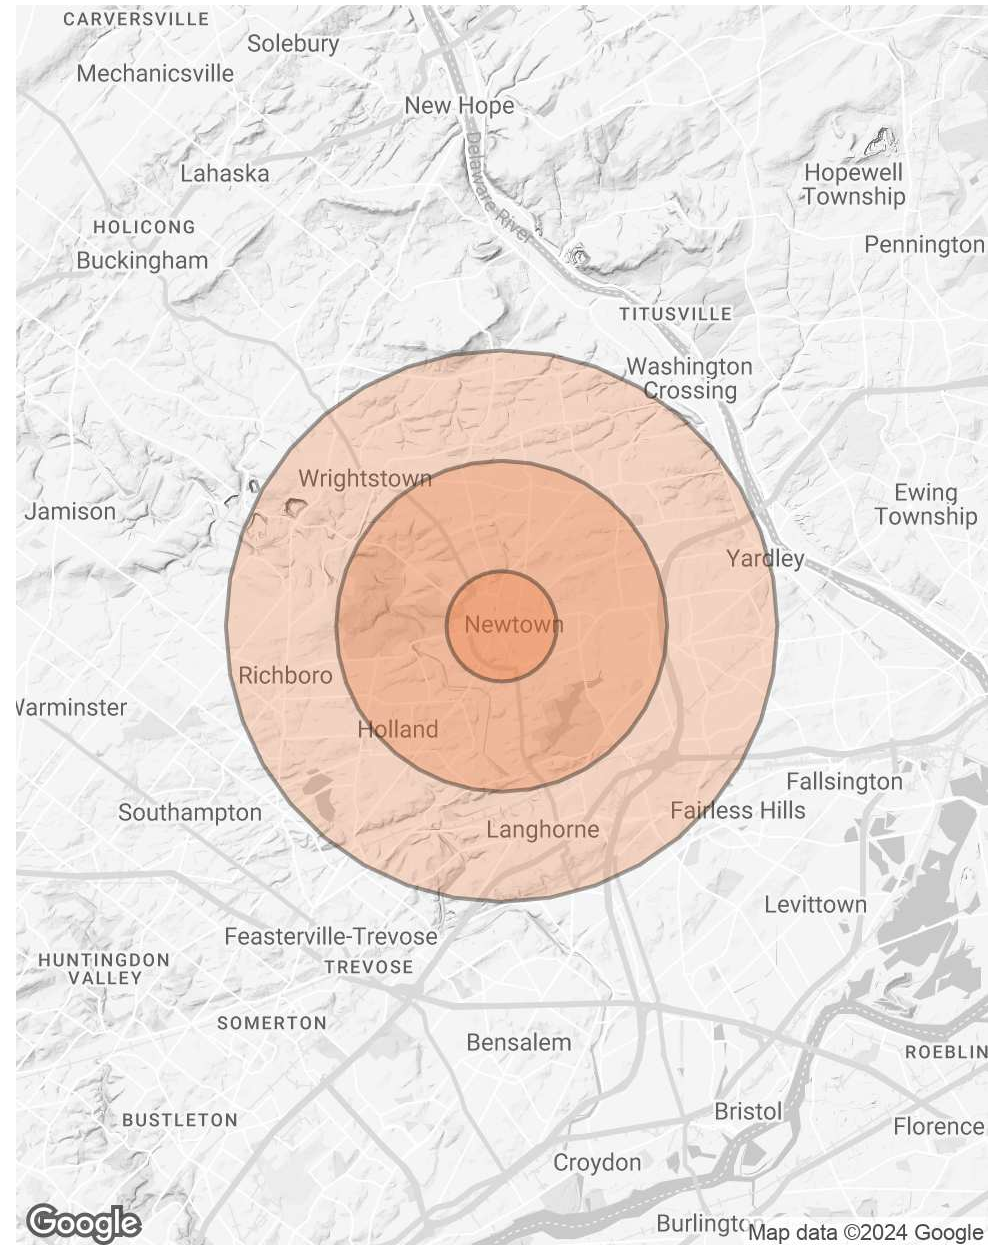 CARVERSVILLE
Solebury
Mechanicsville
New Hope
Delaware River
Lahaska
Hopewell
Township
HOLICONG
Pennington
Buckingham
TITUSVILLE
Washington
Crossing
Wrightstown
Ewing
Township
Jamison
Yardley
Newtown
Richboro
Warminster
Holland
Fallsington
Southampton
Fairless Hills
Langhorne
Levittown
Feasterville-Trevose
HUNTINGDON
VALLEY
TREVOSE
SOMERTON
Bensalem
ROEBLIN
Bristol
BUSTLETON
Florence
Croydon
Google
Burlingto
Map data ©2024 Google